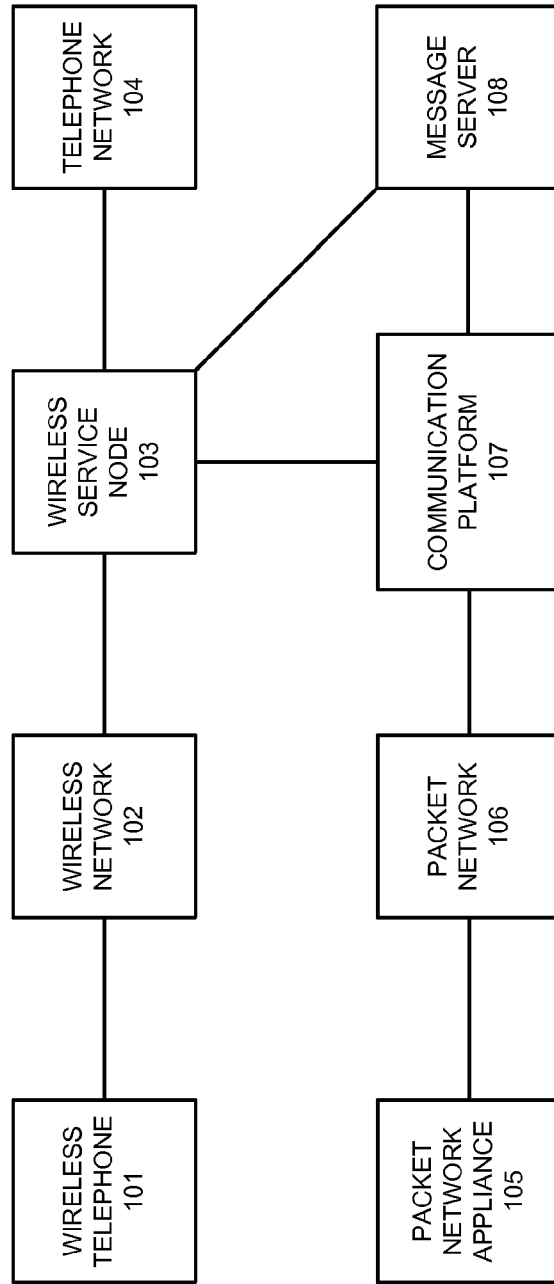 WIRELESS
TELEPHONE
101
WIRELESS
NETWORK
102
WIRELESS
SERVICE
NODE
103
TELEPHONE
NETWORK
104
PACKET
NETWORK
APPLIANCE
105
PACKET
NETWORK
106
COMMUNICATION
PLATFORM
107
MESSAGE
SERVER
108